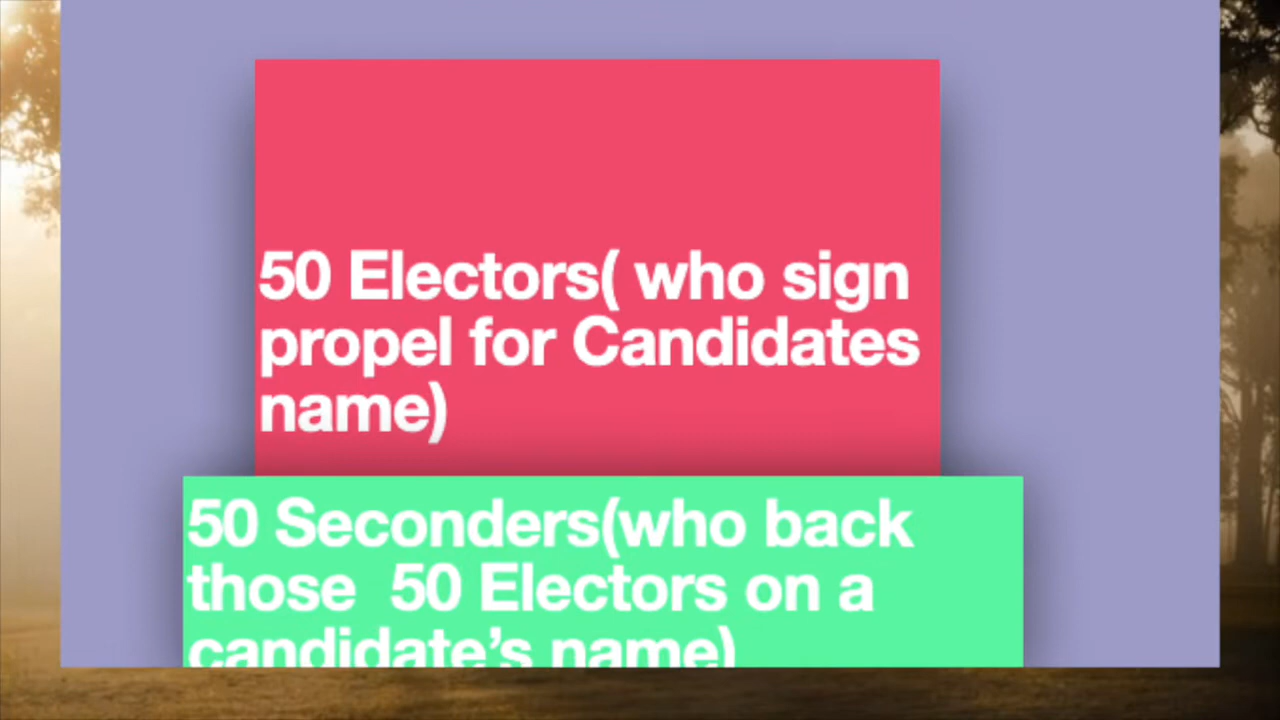 50 Electors( who sign
propel for Candidates
name)
50 Seconders(who back
those  50 Electors on a
candidate’s name)